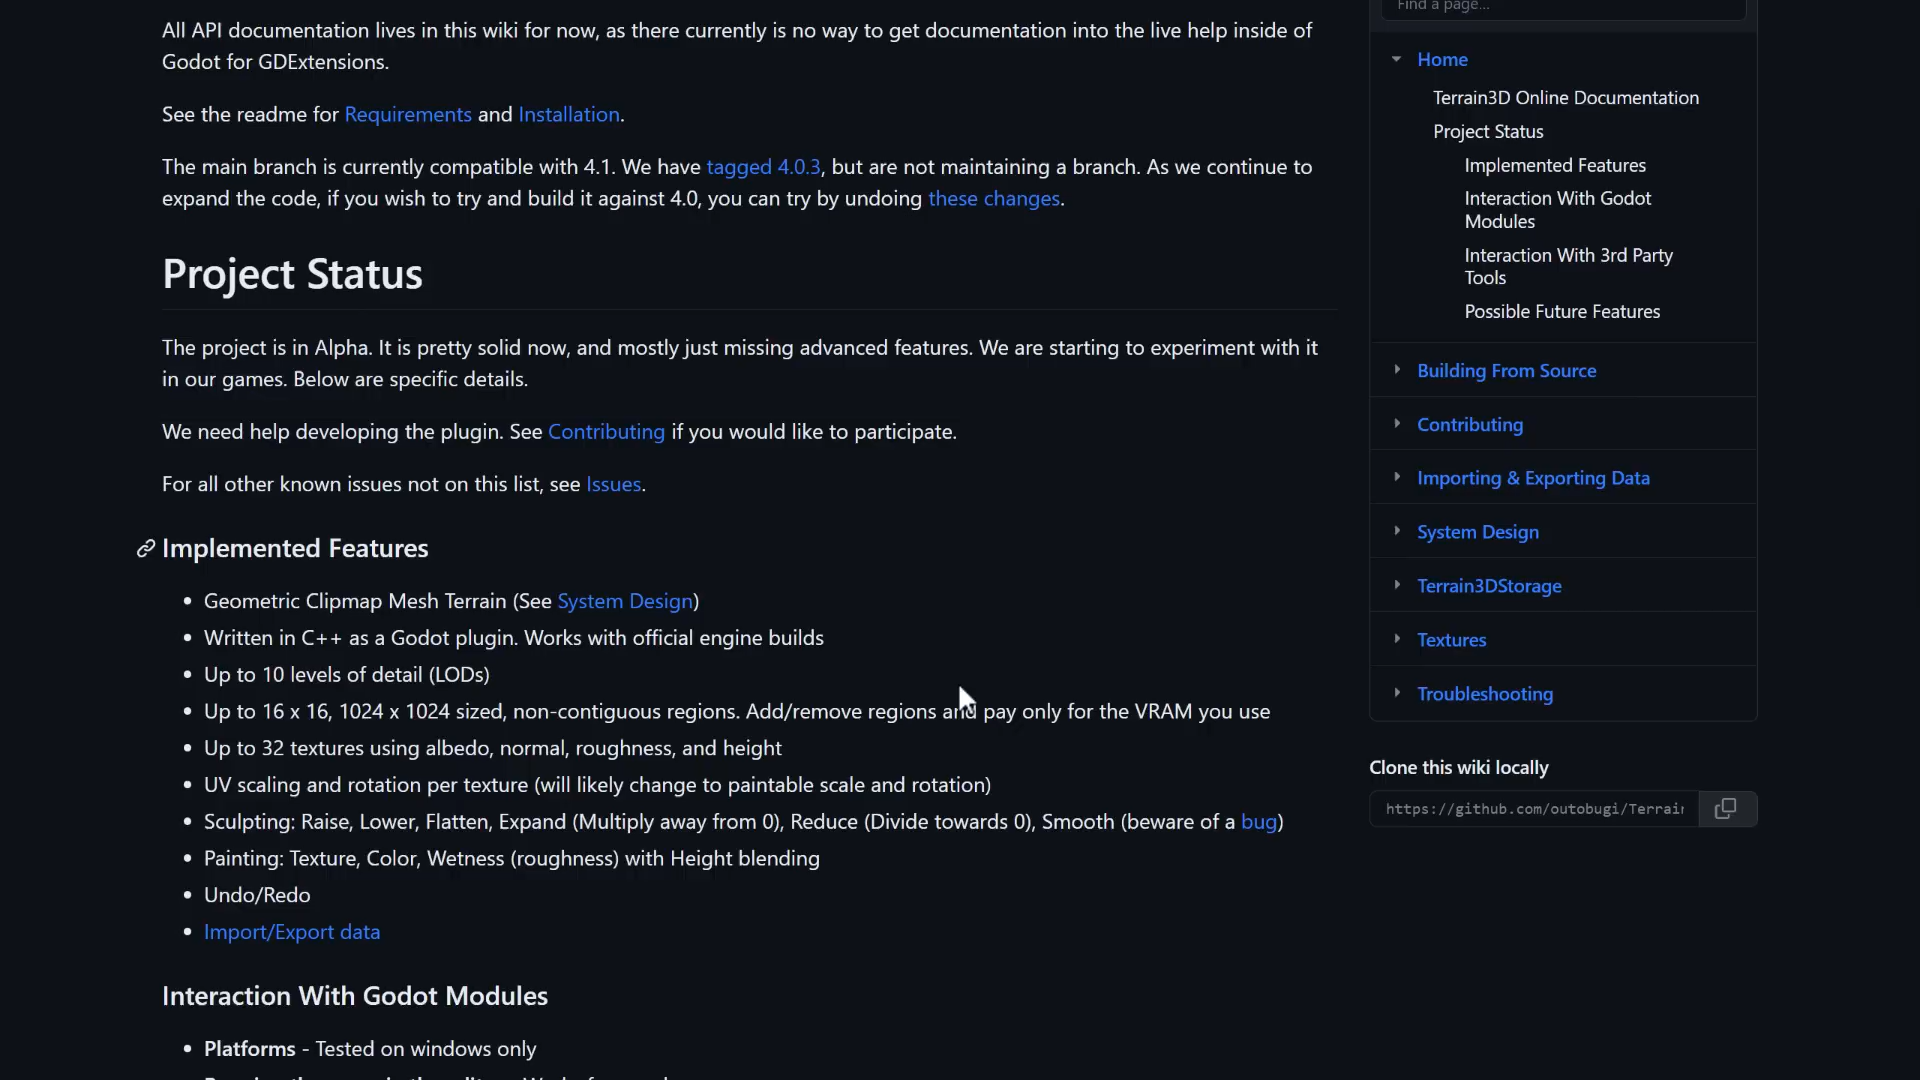 All API documentation lives in this wiki for now, as there currently is no way to get documentation into the live help inside of
Godot for GDExtensions.
See the readme for Requirements and Installation.
The main branch is currently compatible with 4.1. We have tagged 4.0.3, but are not maintaining a branch. As we continue to
expand the code, if you wish to try and build it against 4.0, you can try by undoing these changes.
Project Status
The project is in Alpha. It is pretty solid now, and mostly just missing advanced features. We are starting to experiment with it
in our games. Below are specific details.
We need help developing the plugin. See Contributing if you would like to participate.
For all other known issues not on this list, see Issues.
Implemented Features
• Geometric Clipmap Mesh Terrain (See System Design)
• Written in C++ as a Godot plugin. Works with official engine builds
• Up to 10 levels of detail (LODs)
• Up to 16 x 16, 1024 x 1024 sized, non-contiguous regions. Add/remove regions and pay only for the VRAM you use
• Up to 32 textures using albedo, normal, roughness, and height
• UV scaling and rotation per texture (will likely change to paintable scale and rotation)
• Sculpting: Raise, Lower, Flatten, Expand (Multiply away from 0), Reduce (Divide towards 0), Smooth (beware of a bug)
• Painting: Texture, Color, Wetness (roughness) with Height blending
• Undo/Redo
• Import/Export data
Interaction With Godot Modules
• Platforms - Tested on windows only
Find a page...
Home
Terrain3D Online Documentation
Project Status
Implemented Features
Interaction With Godot
Modules
Interaction With 3rd Party
Tools
Possible Future Features
Building From Source
Contributing
Importing & Exporting Data
System Design
Terrain3DStorage
Textures
Troubleshooting
Clone this wiki locally
https://github.com/outobugi/Terrai